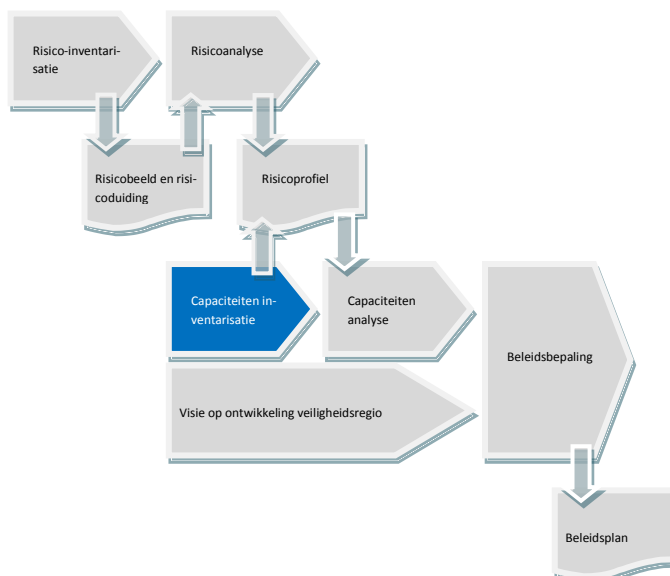 Risico-inventari-
satie
Risicoanalyse
Risicobeeld en risi-
coduiding
Risicoprofiel
Capaciteiten in-
ventarisatie
Capaciteiten
analyse
Beleidsbepaling
Visie op ontwikkeling veiligheidsregio
Beleidsplan